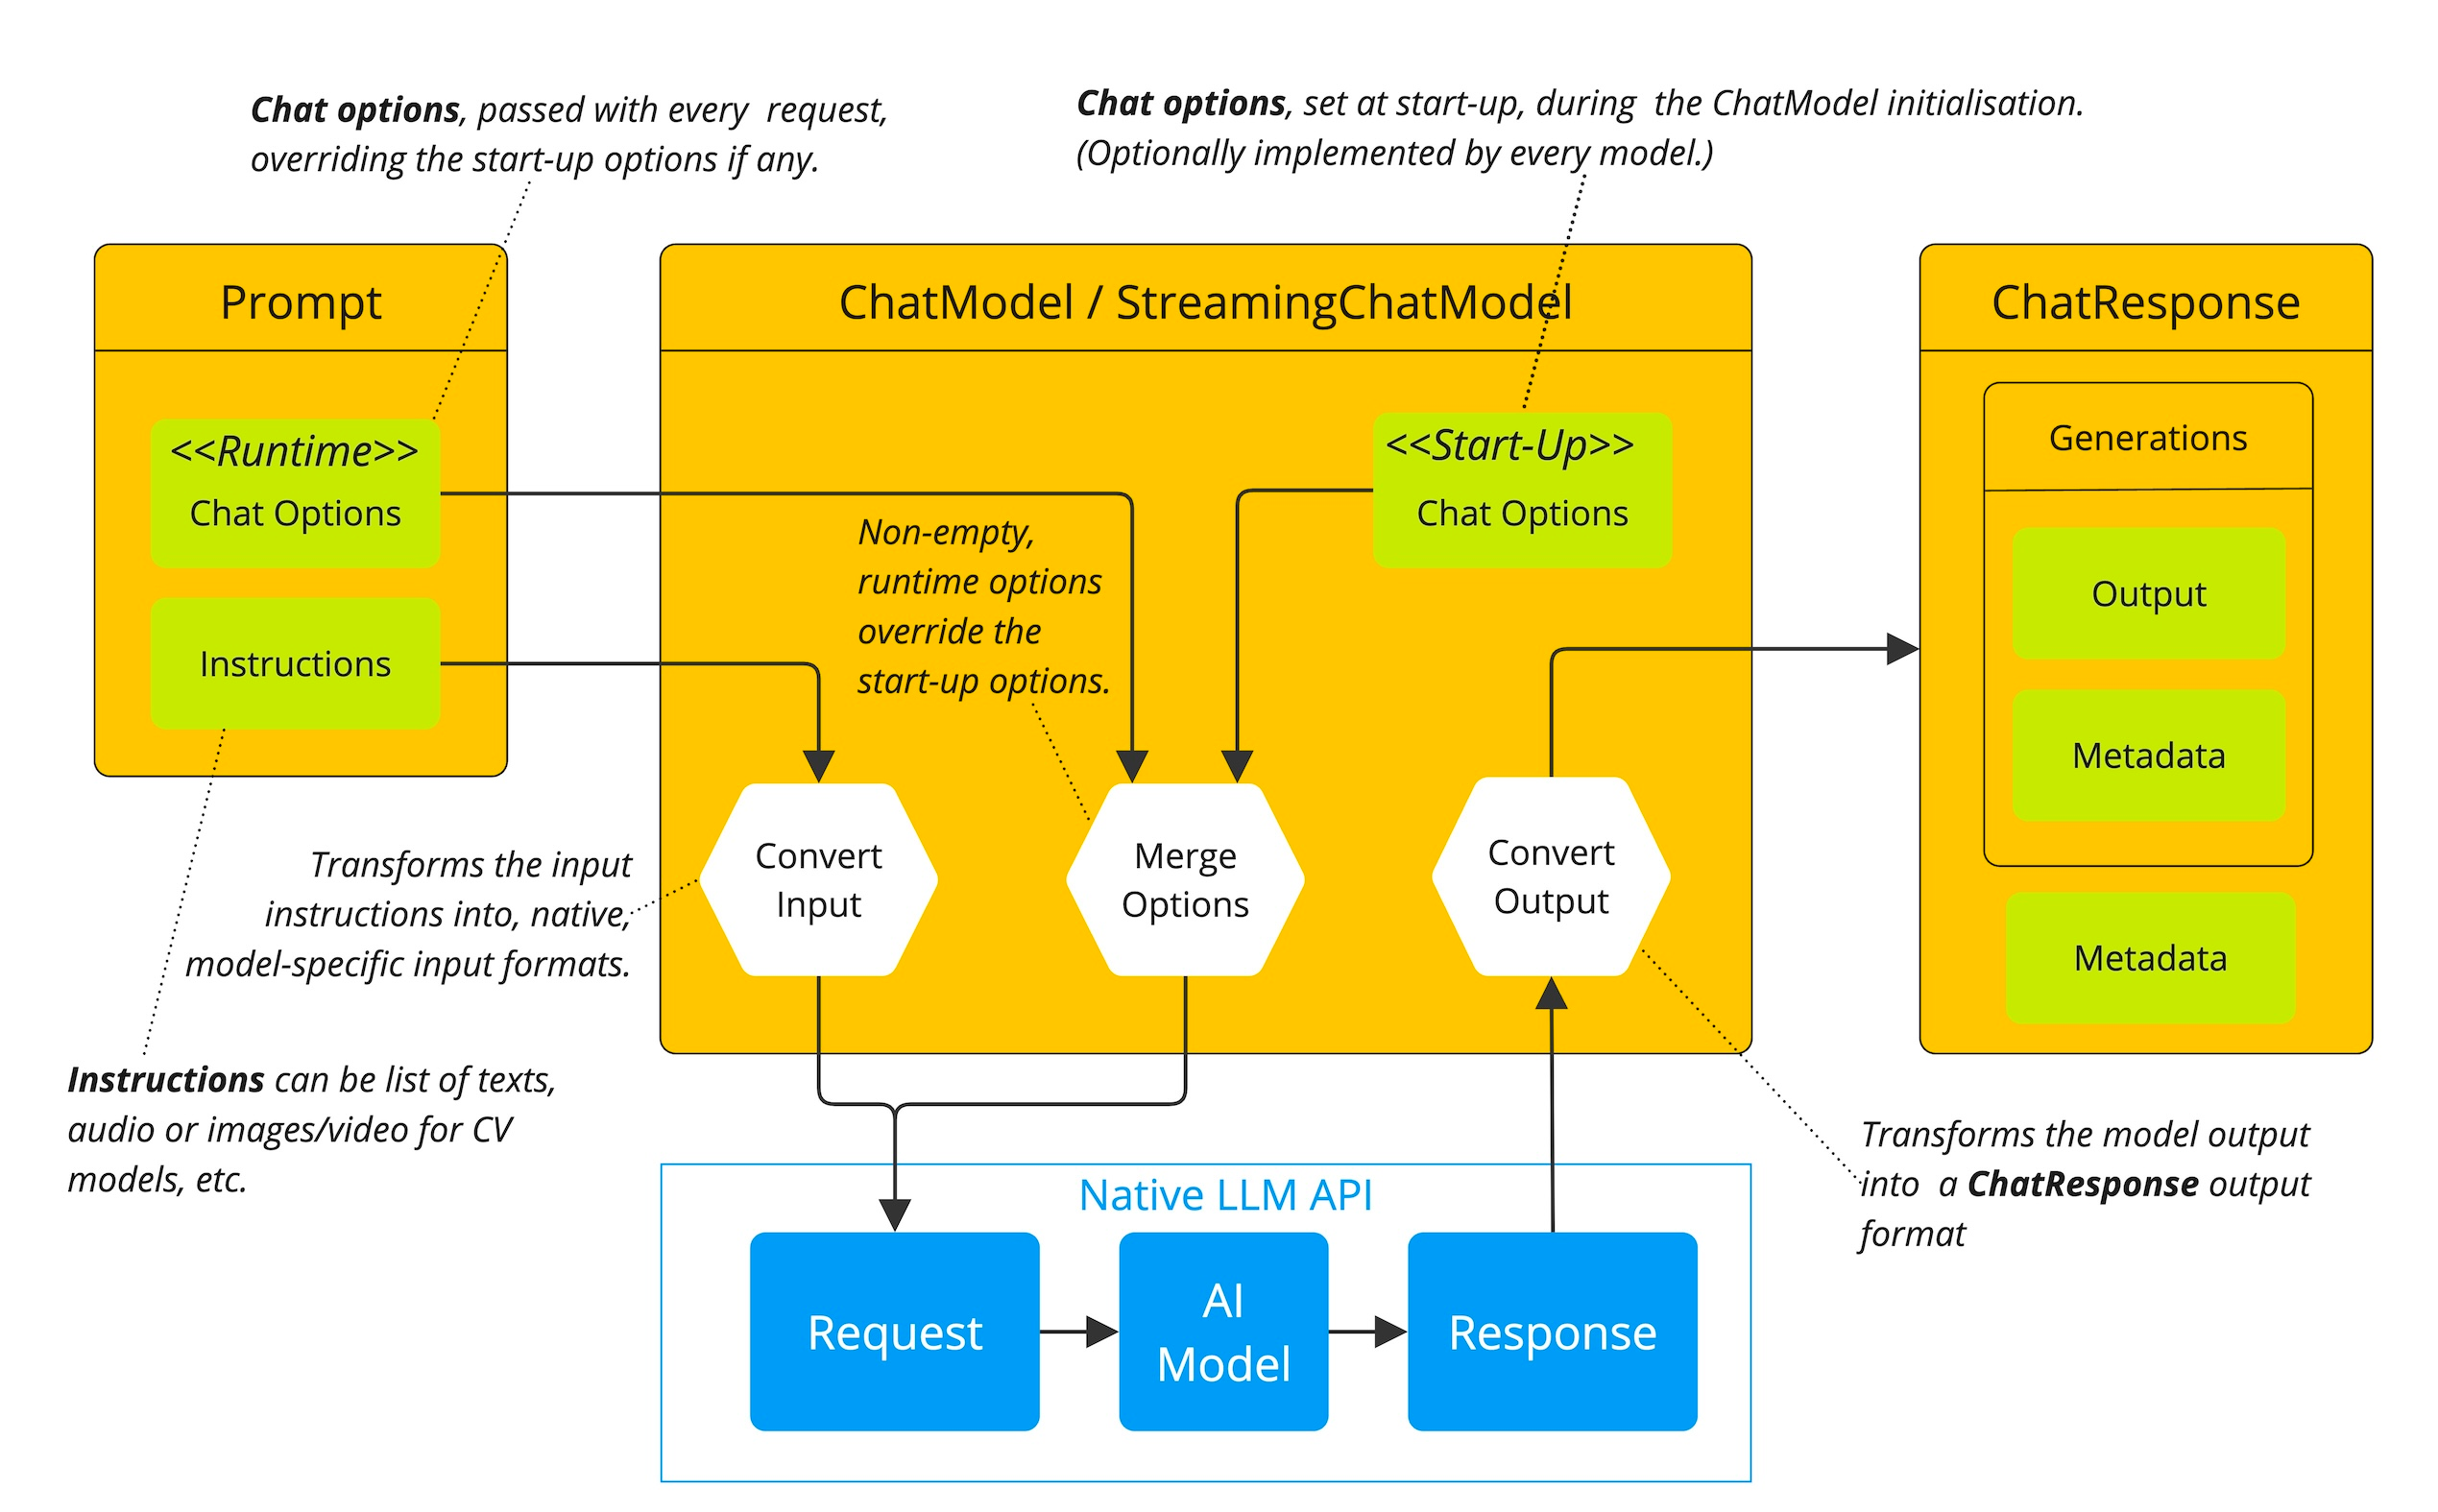 Chat options, passed with every  request,
overriding the start-up options if any.
Chat options, set at start-up, during  the ChatModel initialisation.
(Optionally implemented by every model.)
Prompt
<<Runtime>>
Chat Options
Instructions
ChatModel / StreamingChatModel
<<Start-Up>>
Chat Options
Non-empty,
runtime options
override the
start-up options.
Convert
Input
Merge
Options
Convert
Output
ChatResponse
Generations
Output
Metadata
Metadata
Transforms the input
instructions into, native,
model-specific input formats.
Instructions can be list of texts,
audio or images/video for CV
models, etc.
Transforms the model output
into  a ChatResponse output
format
Native LLM API
Request
AI
Model
Response